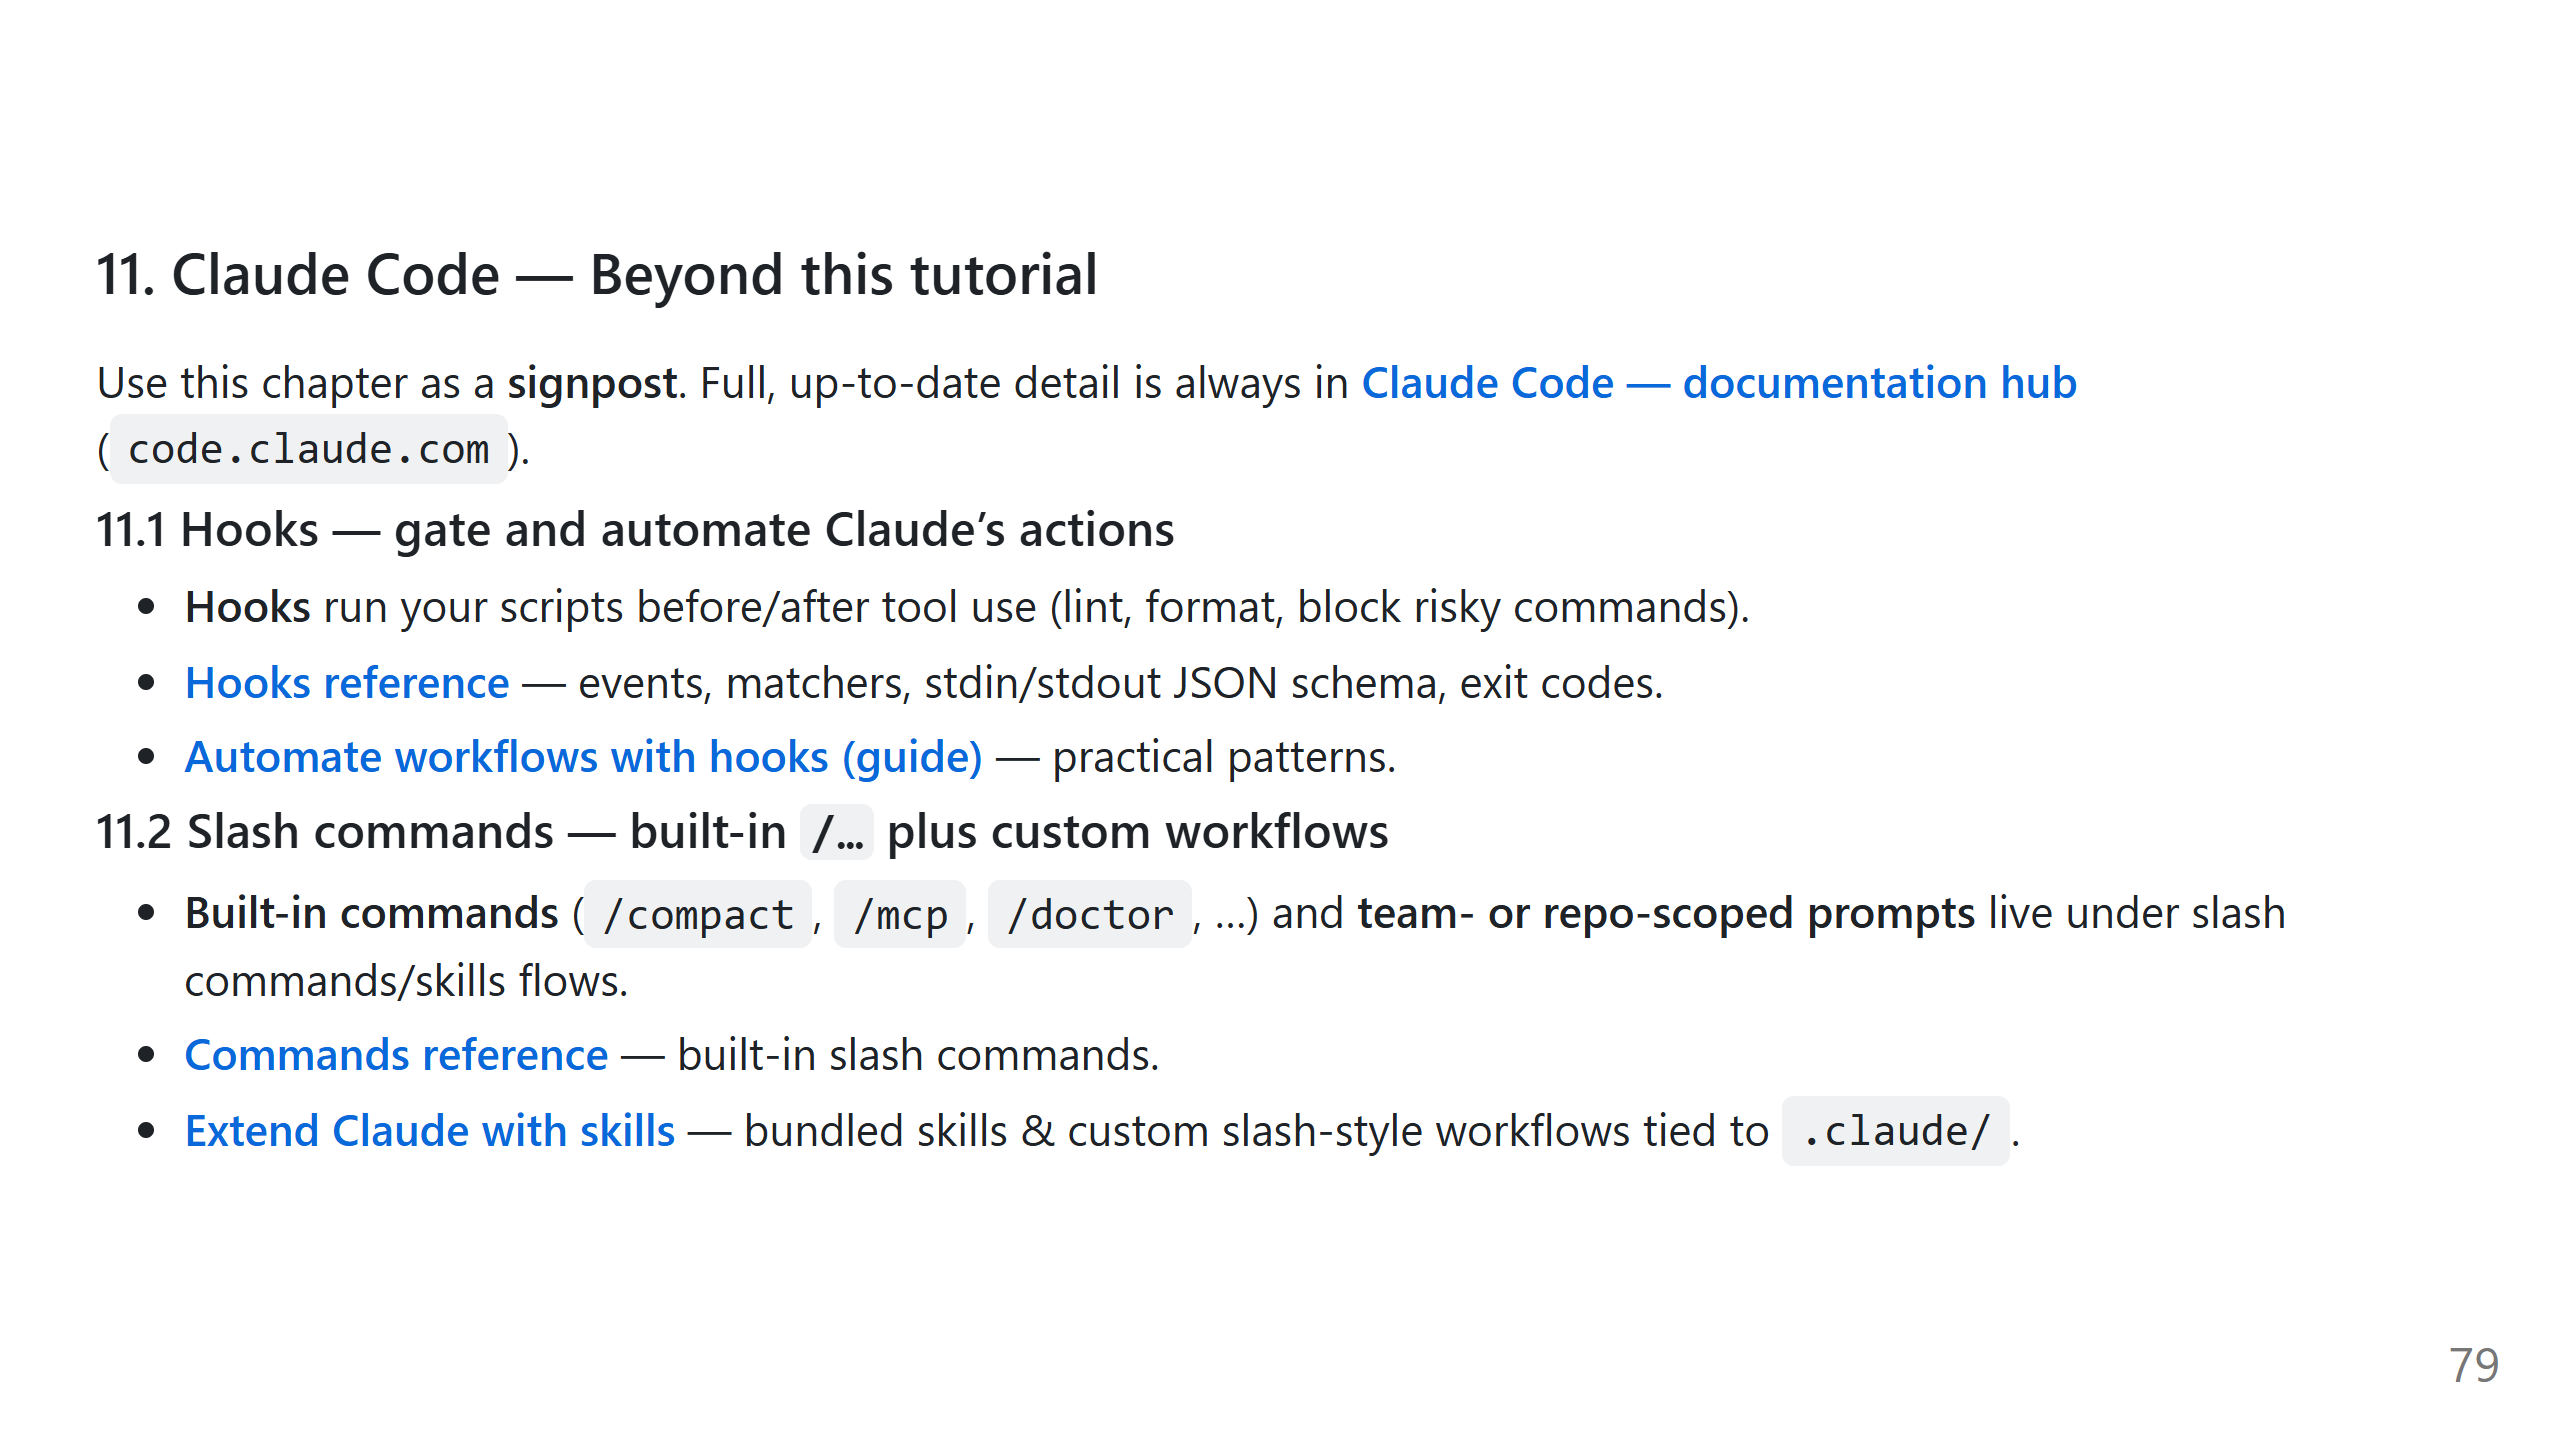 11. Claude Code — Beyond this tutorial
Use this chapter as a signpost. Full, up-to-date detail is always in Claude Code — documentation hub
(code.claude.com).
11.1 Hooks — gate and automate Claude’s actions
• Hooks run your scripts before/after tool use (lint, format, block risky commands).
• Hooks reference — events, matchers, stdin/stdout JSON schema, exit codes.
• Automate workflows with hooks (guide) — practical patterns.
11.2 Slash commands — built-in /… plus custom workflows
• Built-in commands (/compact, /mcp, /doctor, …) and team- or repo-scoped prompts live under slash
commands/skills flows.
• Commands reference — built-in slash commands.
• Extend Claude with skills — bundled skills & custom slash-style workflows tied to .claude/.
79